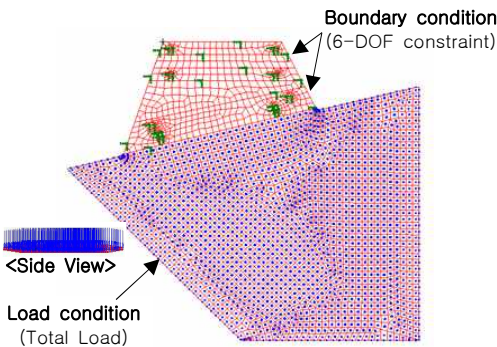 Boundary condition
(6-DOF constraint)
<Side View>
Load condition
(Total Load)